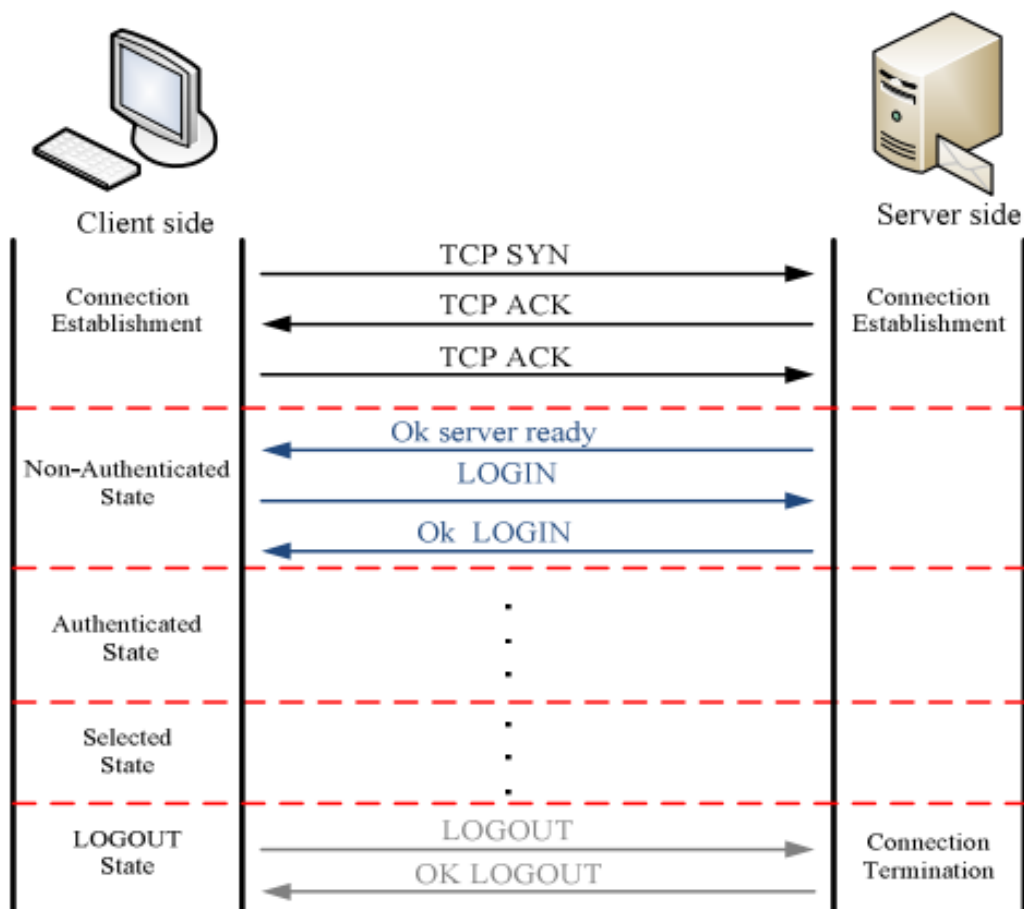 Client side
Server side
Connection
Establishment
TCP SYN
TCP ACK
TCP ACK
Connection
Establishment
Non-Authenticated
State
Ok server ready
LOGIN
Ok LOGIN
Authenticated
State
Selected
State
LOGOUT
State
LOGOUT
OK LOGOUT
Connection
Termination